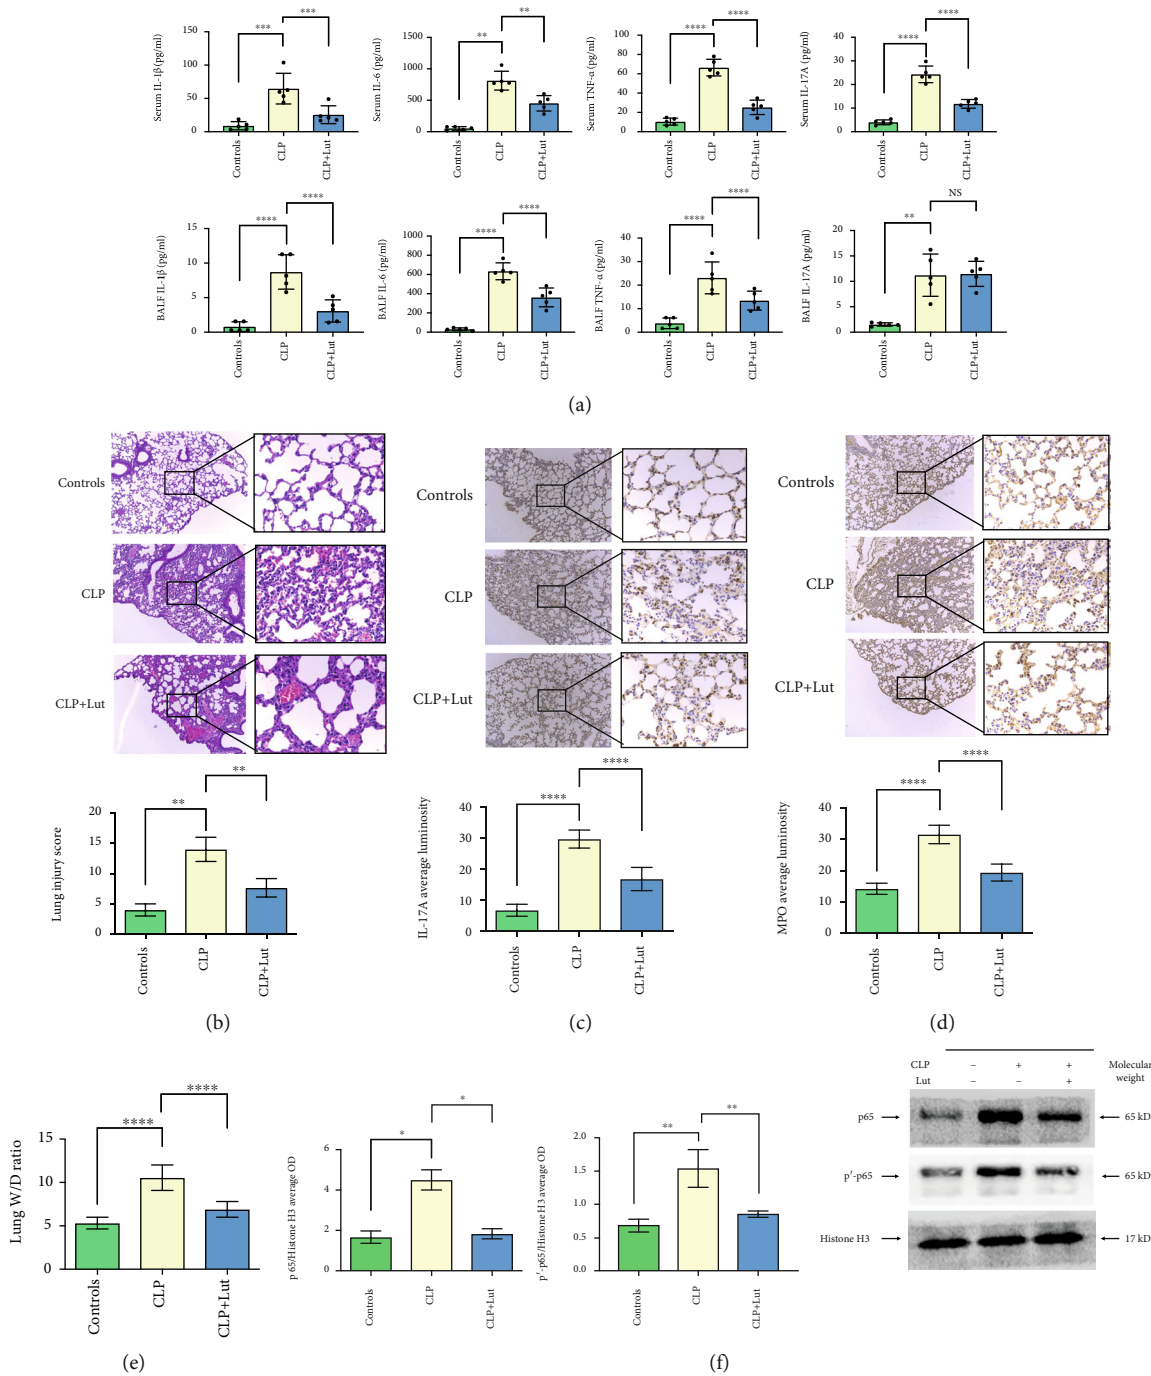 Serum IL-1β (pg/ml)
150
100
50
0
***
***
Controls
CLP
CLP+Lut
Serum IL-6 (pg/ml)
1500
1000
500
0
**
**
Controls
CLP
CLP+Lut
Serum TNF-α (pg/ml)
100
80
60
40
20
0
****
****
Controls
CLP
CLP+Lut
Serum IL-17A (pg/ml)
40
30
20
10
0
****
****
Controls
CLP
CLP+Lut
BALF IL-1β (pg/ml)
15
10
5
0
****
****
Controls
CLP
CLP+Lut
BALF IL-6 (pg/ml)
1000
800
600
400
200
0
****
****
Controls
CLP
CLP+Lut
BALF TNF-α (pg/ml)
40
30
20
10
0
****
****
Controls
CLP
CLP+Lut
BALF IL-17A (pg/ml)
20
15
10
5
0
**
NS
Controls
CLP
CLP+Lut
(a)
Controls
CLP
CLP+Lut
Lung injury score
20
15
10
5
0
**
**
Controls
CLP
CLP+Lut
(b)
Controls
CLP
CLP+Lut
IL-17A average luminosity
40
30
20
10
0
****
****
Controls
CLP
CLP+Lut
(c)
Controls
CLP
CLP+Lut
MPO average luminosity
40
30
20
10
0
****
****
Controls
CLP
CLP+Lut
(d)
Lung W/D ratio
15
10
5
0
****
****
Controls
CLP
CLP+Lut
(e)
p 65/Histone H3 average OD
6
4
2
0
*
*
Controls
CLP
CLP+Lut
p'-p65/Histone H3 average OD
2.0
1.5
1.0
0.5
0.0
**
**
Controls
CLP
CLP+Lut
CLP − + + Molecular
Lut − − + weight
p65 65 kD
p'-p65 65 kD
Histone H3 17 kD
(f)